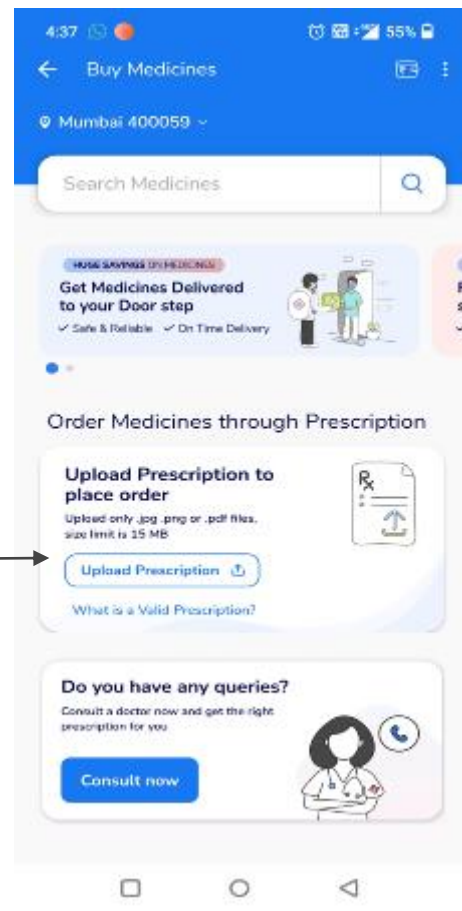 4:37
55%
Buy Medicines
Mumbai 400059
Search Medicines
HUGE SAVINGS ON MEDICINES
Get Medicines Delivered
to your Door step
✓ Safe & Reliable ✓ On Time Delivery
Order Medicines through Prescription
Upload Prescription to
place order
Upload only .jpg .png or .pdf files,
size limit is 15 MB
Rx
Upload Prescription
What is a Valid Prescription?
Do you have any queries?
Consult a doctor now and get the right
prescription for you
Consult now